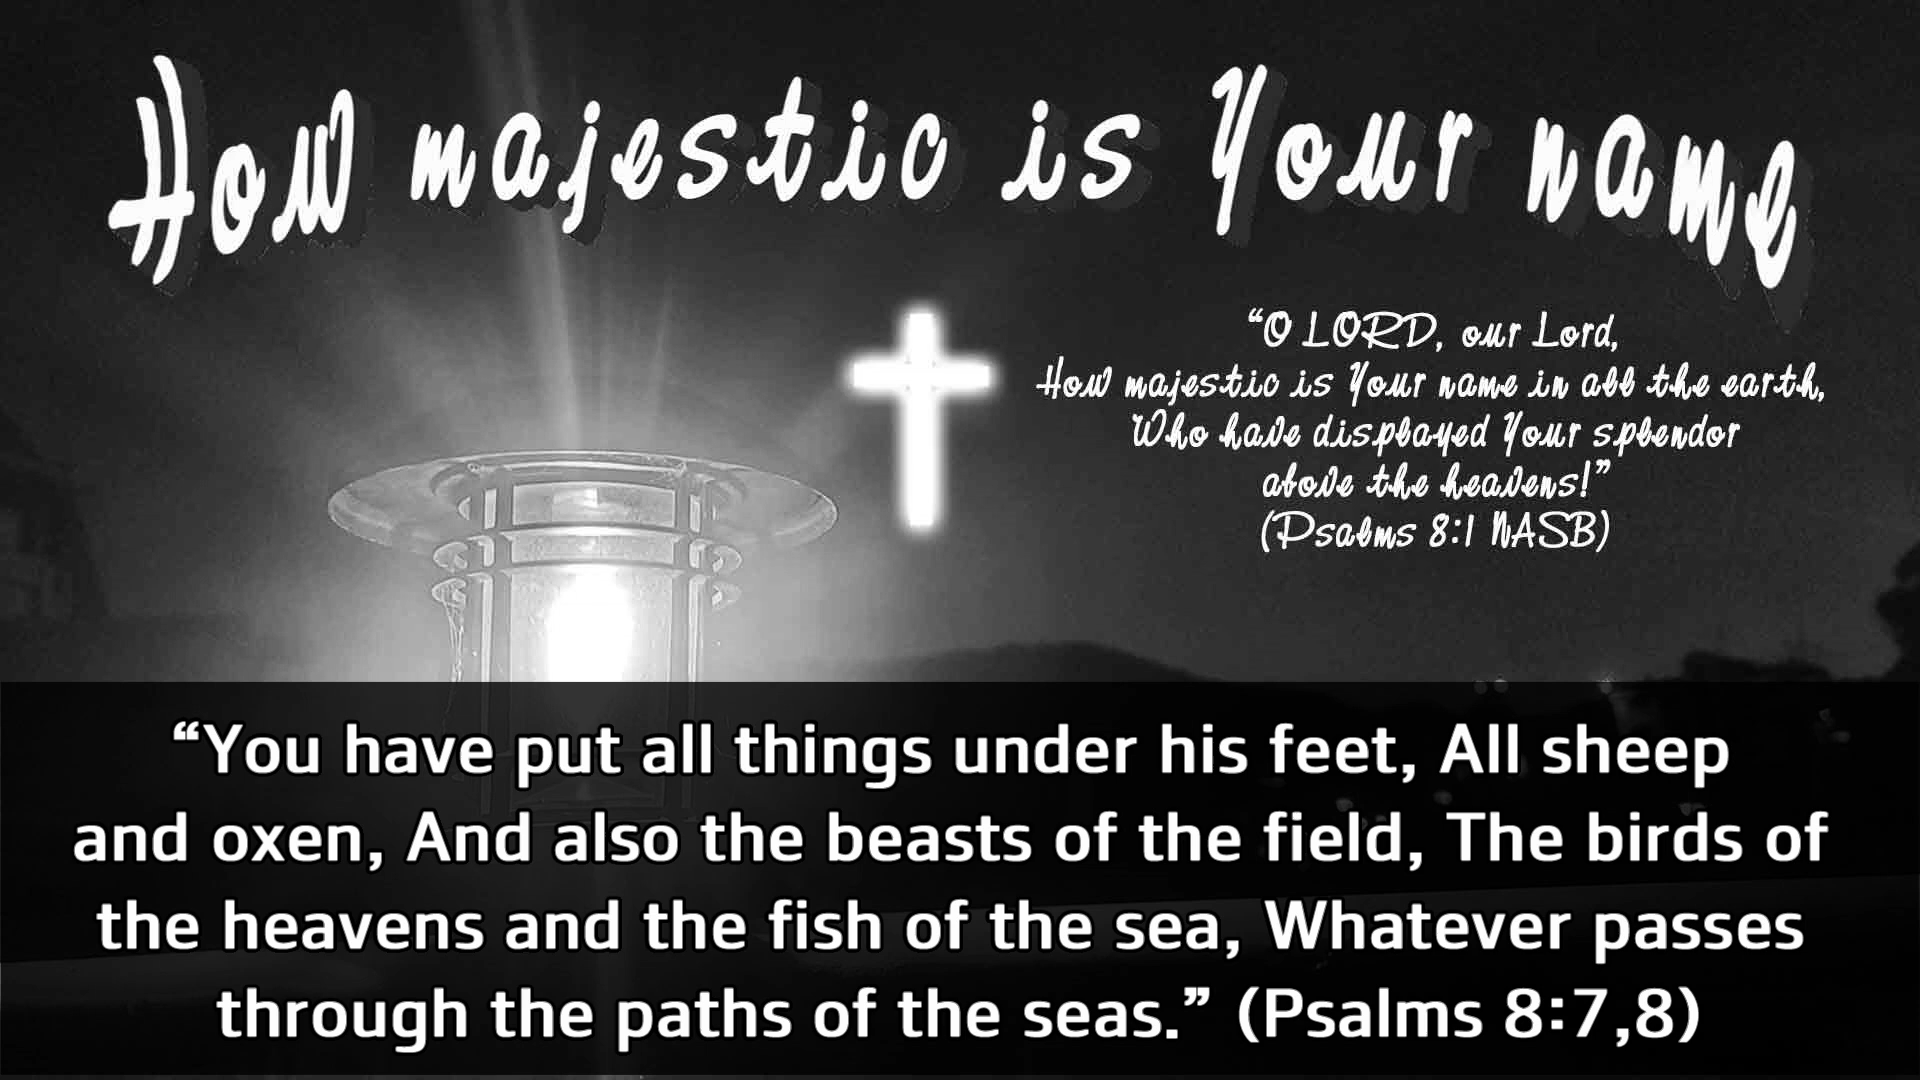 How majestic is Your name
“O LORD, our Lord,
How majestic is Your name in all the earth,
Who have displayed Your splendor
above the heavens!”
(Psalms 8:1 NASB)
“You have put all things under his feet, All sheep
and oxen, And also the beasts of the field, The birds of
the heavens and the fish of the sea, Whatever passes
through the paths of the seas.” (Psalms 8:7,8)